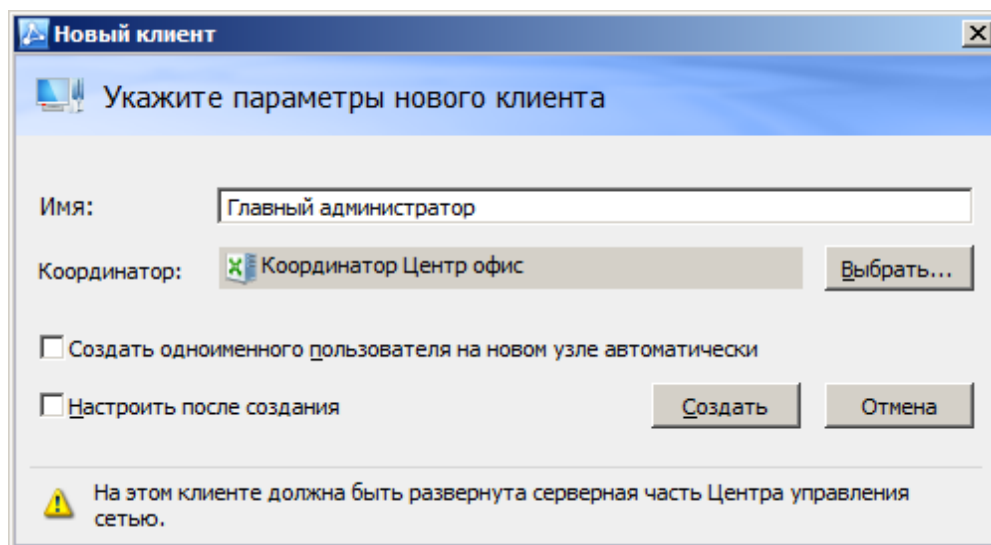 Новый клиент
Укажите параметры нового клиента
Имя: Главный администратор
Координатор: Координатор Центр офис Выбрать...
Создать одноименного пользователя на новом узле автоматически
Настроить после создания Создать Отмена
На этом клиенте должна быть развернута серверная часть Центра управления
сетью.